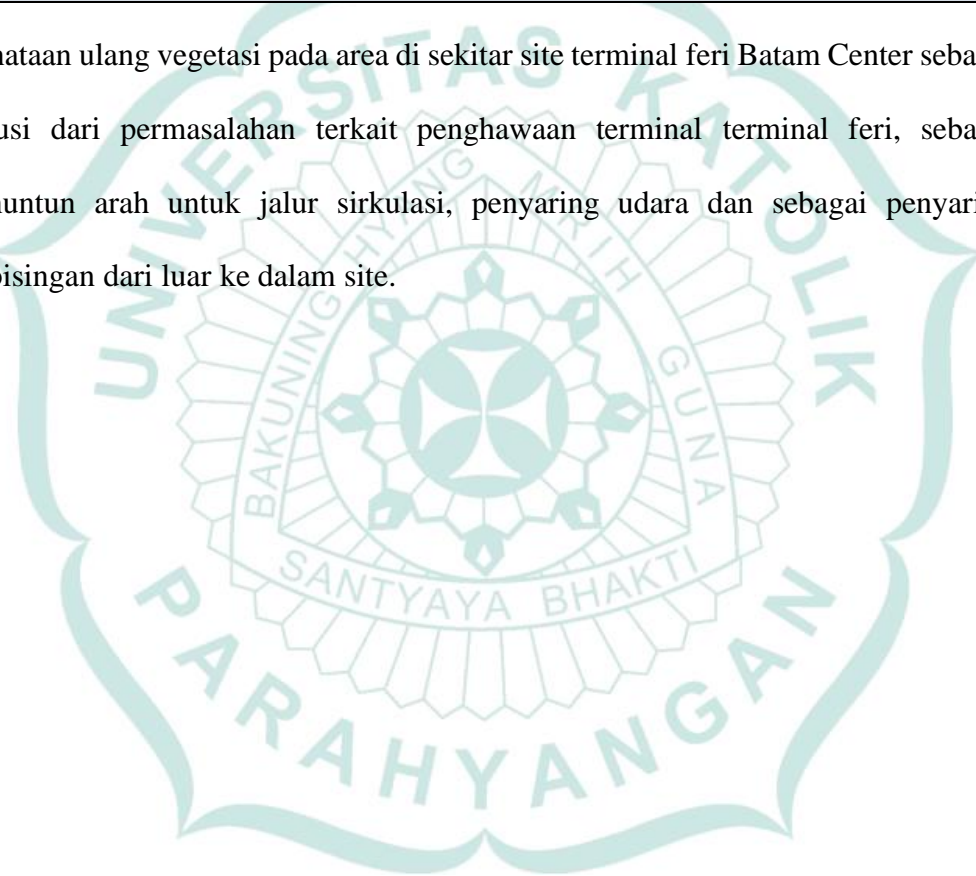 nataan ulang vegetasi pada area di sekitar site terminal feri Batam Center seba
usi dari permasalahan terkait penghawaan terminal terminal feri, seba
nuntun arah untuk jalur sirkulasi, penyaring udara dan sebagai penyari
bisingan dari luar ke dalam site.
UNIVERSITAS KATOLIK
BAKUNING HYANG MRIH GUNA
SANTYAYA BHAKTI
PARAHYANGAN